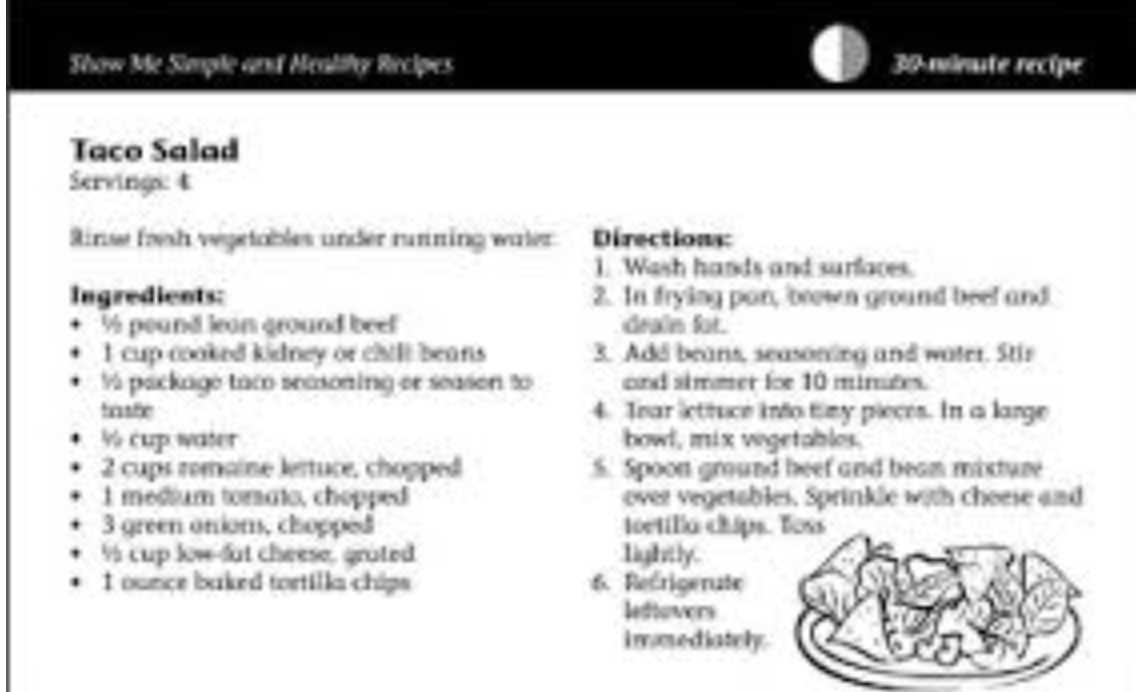 Show Me Simple and Healthy Recipes
30-minute recipe
Taco Salad
Servings: 4
Rinse fresh vegetables under running water.
Ingredients:
• ½ pound lean ground beef
• 1 cup cooked kidney or chili beans
• ½ package taco seasoning or season to
taste
• ½ cup water
• 2 cups romaine lettuce, chopped
• 1 medium tomato, chopped
• 3 green onions, chopped
• ½ cup low-fat cheese, grated
• 1 ounce baked tortilla chips
Directions:
1. Wash hands and surfaces.
2. In frying pan, brown ground beef and
drain fat.
3. Add beans, seasoning and water. Stir
and simmer for 10 minutes.
4. Tear lettuce into tiny pieces. In a large
bowl, mix vegetables.
5. Spoon ground beef and bean mixture
over vegetables. Sprinkle with cheese and
tortilla chips. Toss
lightly.
6. Refrigerate
leftovers
immediately.